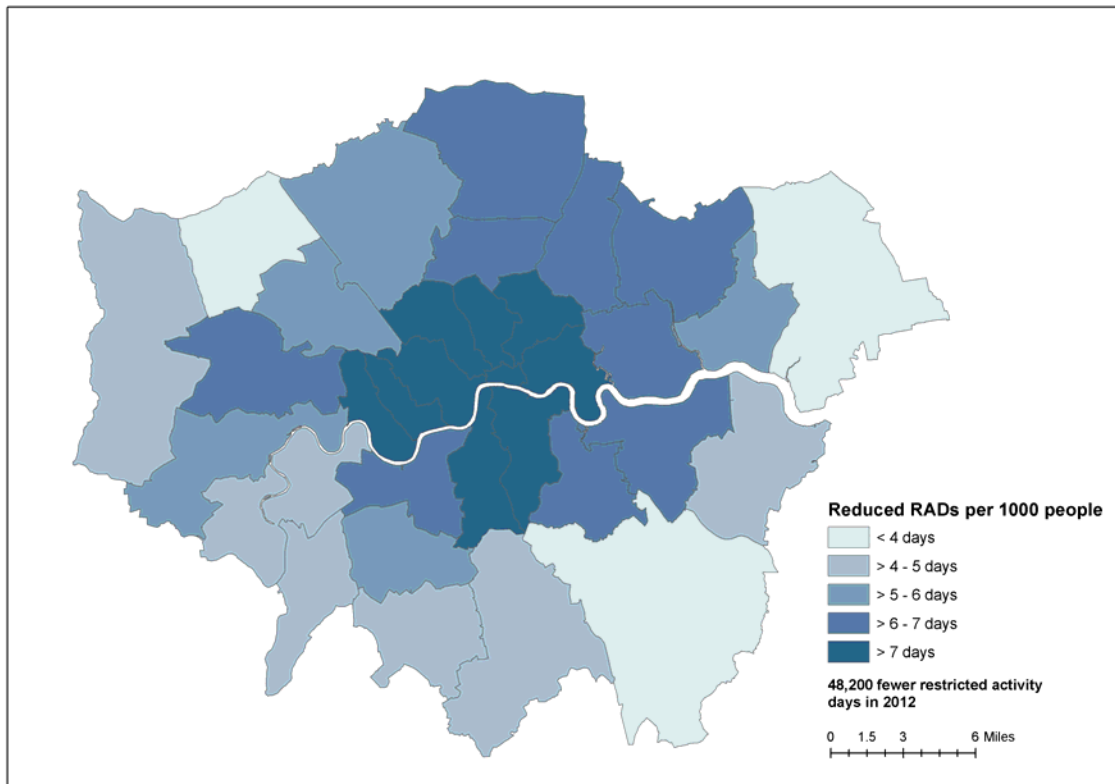 Reduced RADs per 1000 people
< 4 days
> 4 - 5 days
> 5 - 6 days
> 6 - 7 days
> 7 days
48,200 fewer restricted activity
days in 2012
0 1.5 3 6 Miles